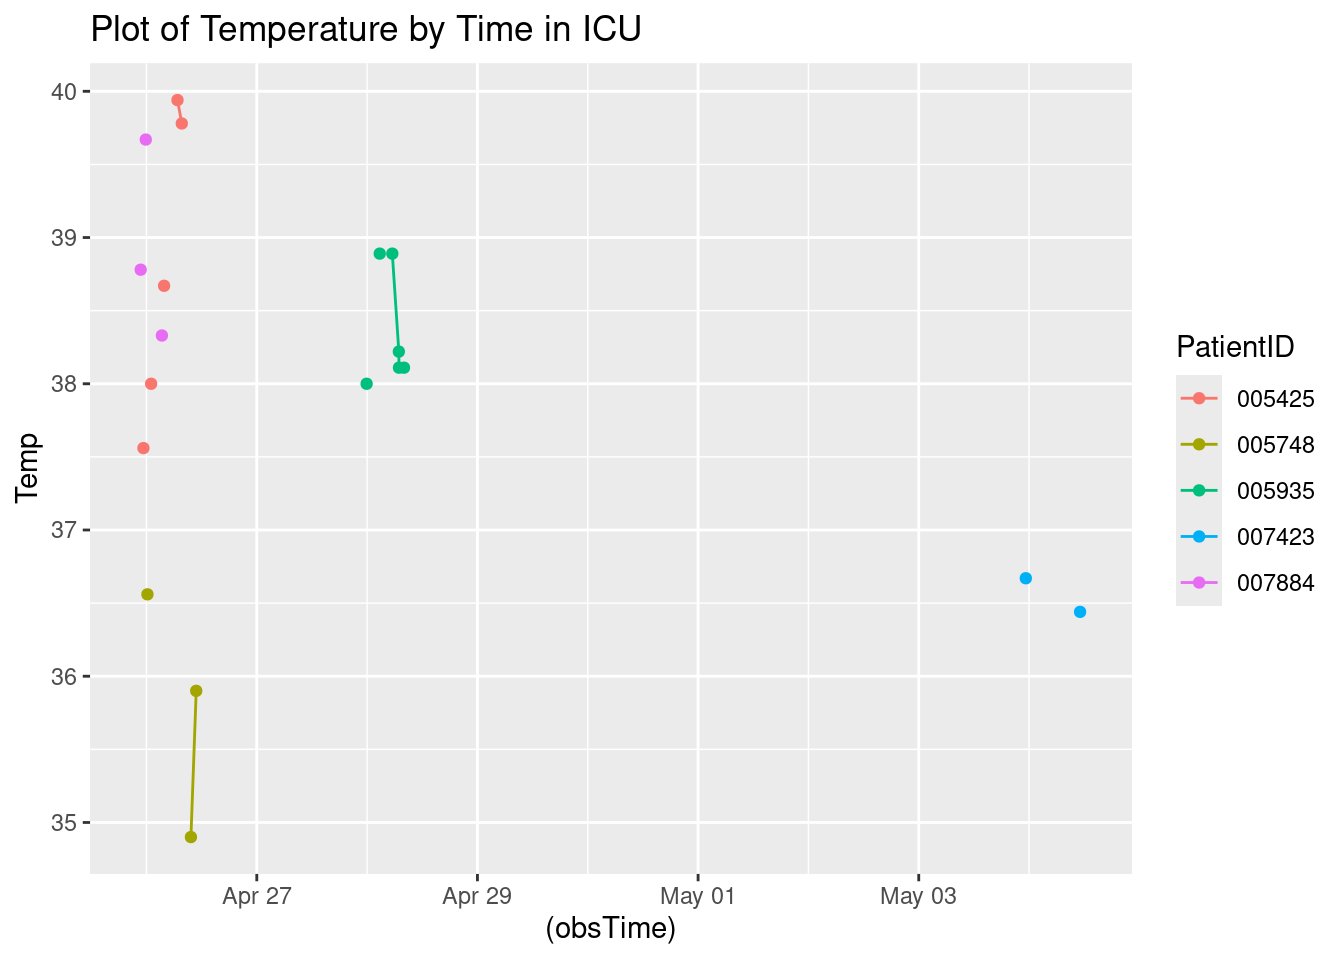 Plot of Temperature by Time in ICU
40
39
38
37
36
35
Temp
Apr 27
Apr 29
May 01
May 03
(obsTime)
PatientID
005425
005748
005935
007423
007884